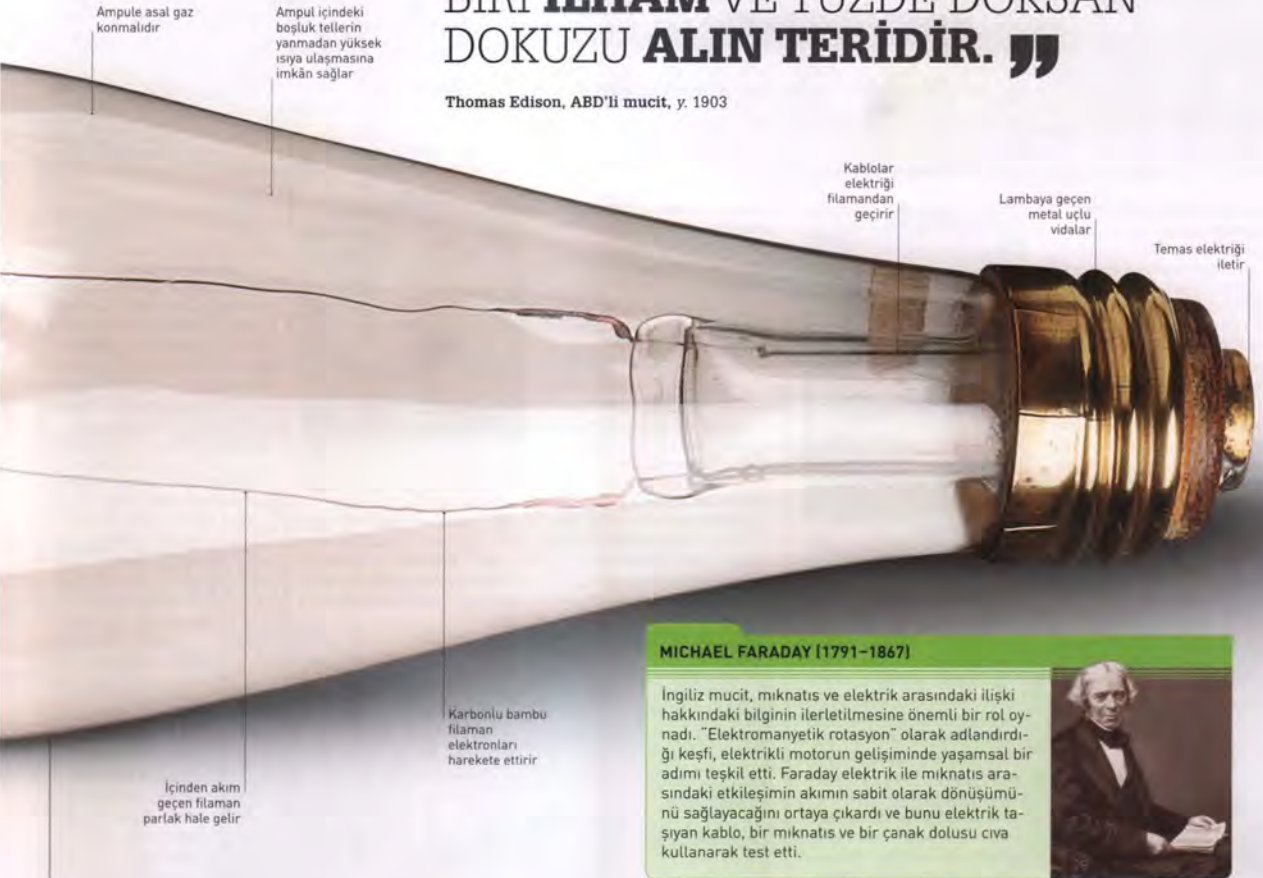 BİRİ İLHAM VE YÜZDE DOKSAN
DOKUZU ALIN TERİDİR. ”
Thomas Edison, ABD'li mucit, y. 1903
Ampule asal gaz
konmalıdır
Ampul içindeki
boşluk tellerin
yanmadan yüksek
ısıya ulaşmasına
imkân sağlar
Kablolar
elektriği
filamandan
geçirir
Lambaya geçen
metal uçlu
vidalar
Temas elektriği
iletir
İçinden akım
geçen filaman
parlak hale gelir
Karbonlu bambu
filaman
elektronları
harekete ettirir
MICHAEL FARADAY (1791–1867)
İngiliz mucit, mıknatıs ve elektrik arasındaki ilişki
hakkındaki bilginin ilerletilmesine önemli bir rol oy-
nadı. "Elektromanyetik rotasyon" olarak adlandırdı-
ğı keşfi, elektrikli motorun gelişiminde yaşamsal bir
adımı teşkil etti. Faraday elektrik ile mıknatıs ara-
sındaki etkileşimin akımın sabit olarak dönüşümü-
nü sağlayacağını ortaya çıkardı ve bunu elektrik ta-
şıyan kablo, bir mıknatıs ve bir çanak dolusu cıva
kullanarak test etti.